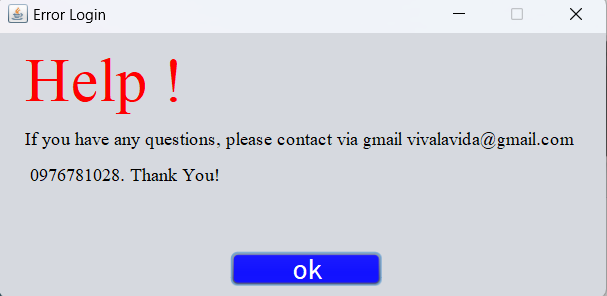 Error Login
Help !
If you have any questions, please contact via gmail vivalavida@gmail.com
0976781028. Thank You!
ok